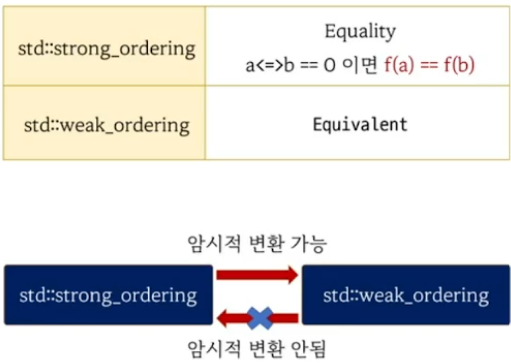 std::strong_ordering
Equality
a<=>b == 0 이면 f(a) == f(b)
std::weak_ordering
Equivalent
암시적 변환 가능
std::strong_ordering
std::weak_ordering
암시적 변환 안됨